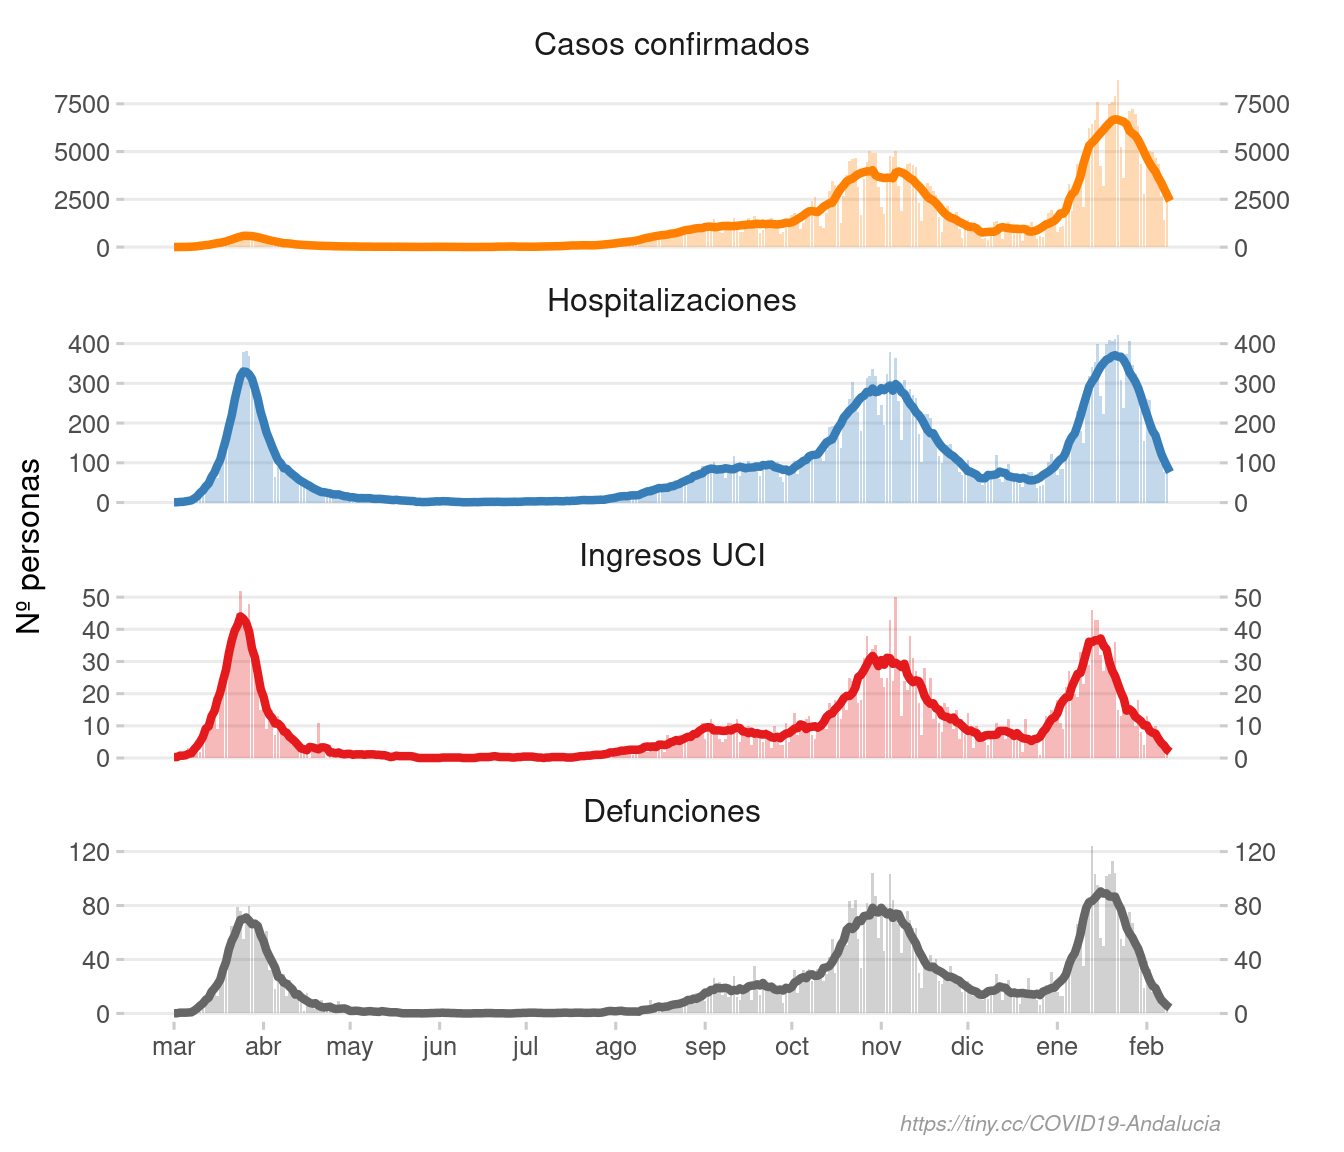 Casos confirmados
7500 7500
5000 5000
2500 2500
0 0
Hospitalizaciones
400 400
300 300
200 200
100 100
0 0
Nº personas
Ingresos UCI
50 50
40 40
30 30
20 20
10 10
0 0
Defunciones
120 120
80 80
40 40
0 0
mar abr may jun jul ago sep oct nov dic ene feb
https://tiny.cc/COVID19-Andalucia